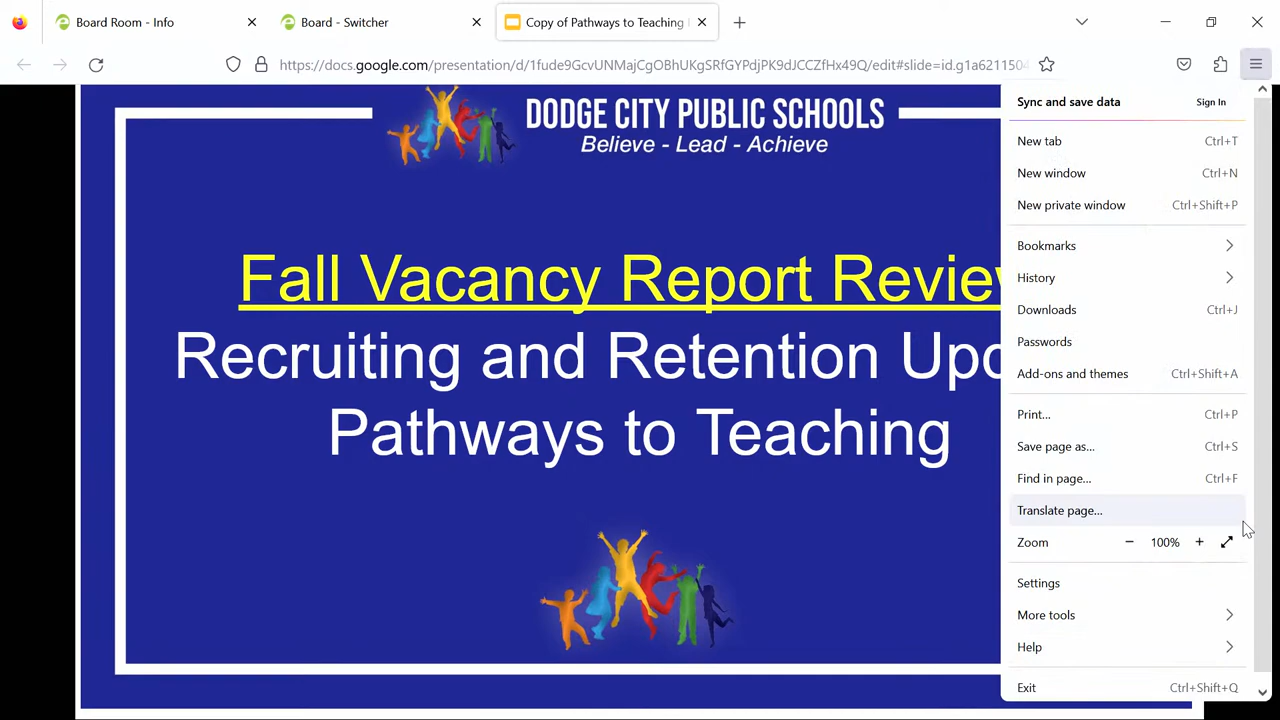 Board Room - Info
Board - Switcher
Copy of Pathways to Teaching
https://docs.google.com/presentation/d/1fude9GcvUNMajCgOBhUKgSRfGYPdjPK9dJCCZfHx49Q/edit#slide=id.g1a6211504
DODGE CITY PUBLIC SCHOOLS
Believe - Lead - Achieve
Fall Vacancy Report Review
Recruiting and Retention Upd
Pathways to Teaching
Sync and save data Sign In
New tab Ctrl+T
New window Ctrl+N
New private window Ctrl+Shift+P
Bookmarks
History
Downloads Ctrl+J
Passwords
Add-ons and themes Ctrl+Shift+A
Print... Ctrl+P
Save page as... Ctrl+S
Find in page... Ctrl+F
Translate page...
Zoom − 100% +
Settings
More tools
Help
Exit Ctrl+Shift+Q